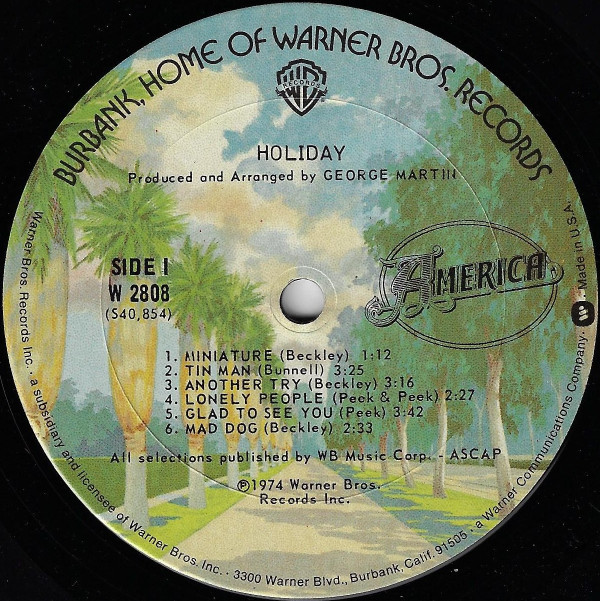 BURBANK, HOME OF WARNER BROS. RECORDS
WB
RECORDS
HOLIDAY
Produced and Arranged by GEORGE MARTIN
AMERICA
SIDE I
W 2808
(S40,854)
1. MINIATURE (Beckley) 1:12
2. TIN MAN (Bunnell) 3:25
3. ANOTHER TRY (Beckley) 3:16
4. LONELY PEOPLE (Peek & Peek) 2:27
5. GLAD TO SEE YOU (Peek) 3:42
6. MAD DOG (Beckley) 2:33
All selections published by WB Music Corp. - ASCAP
℗1974 Warner Bros.
Records Inc.
Warner Bros. Records Inc. · a subsidiary and licensee of Warner Bros. Inc. · 3300 Warner Blvd., Burbank, Calif. 91505 · a Warner Communications Company · Made in U.S.A.